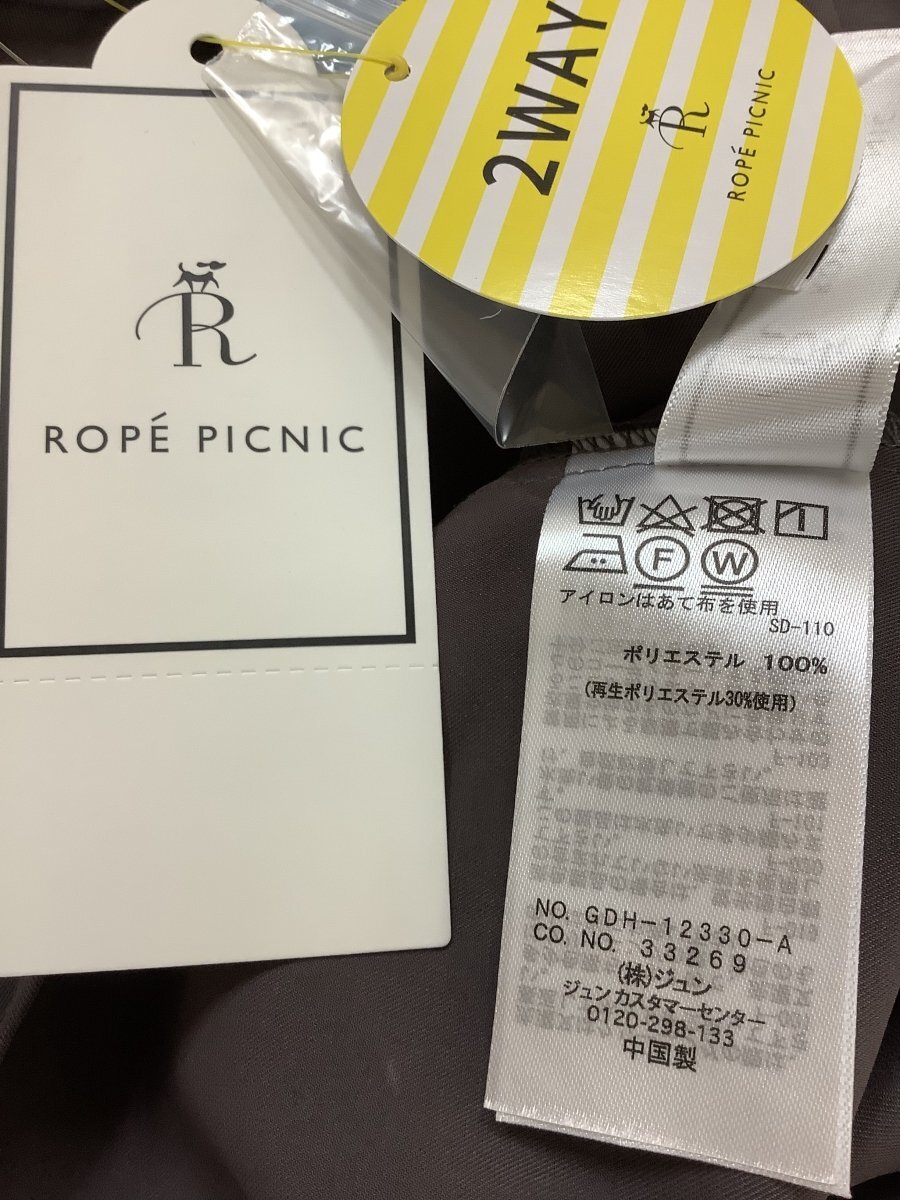 2WAY
R
ROPÉ PICNIC
R
ROPÉ PICNIC
F W
アイロンはあて布を使用
SD-110
ポリエステル 100%
(再生ポリエステル30%使用)
NO. GDH-12330-A
CO. NO. 33269
(株)ジュン
ジュンカスタマーセンター
0120-298-133
中国製